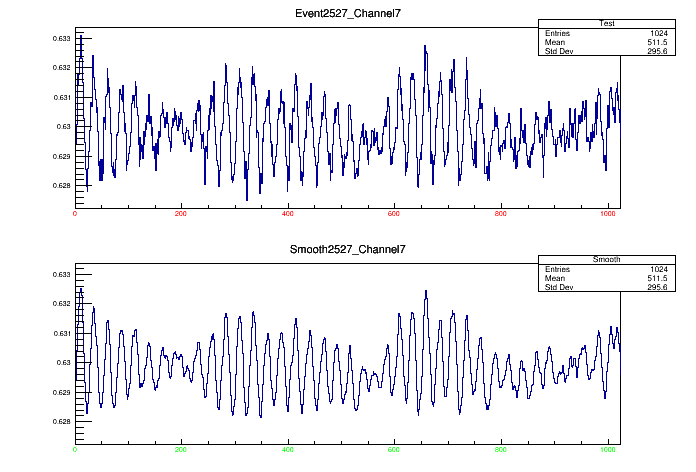 Event2527_Channel7
Test
Entries 1024
Mean 511.5
Std Dev 295.6
0.633
0.632
0.631
0.63
0.629
0.628
0 200 400 600 800 1000
Smooth2527_Channel7
Smooth
Entries 1024
Mean 511.5
Std Dev 295.6
0.633
0.632
0.631
0.63
0.629
0.628
0 200 400 600 800 1000